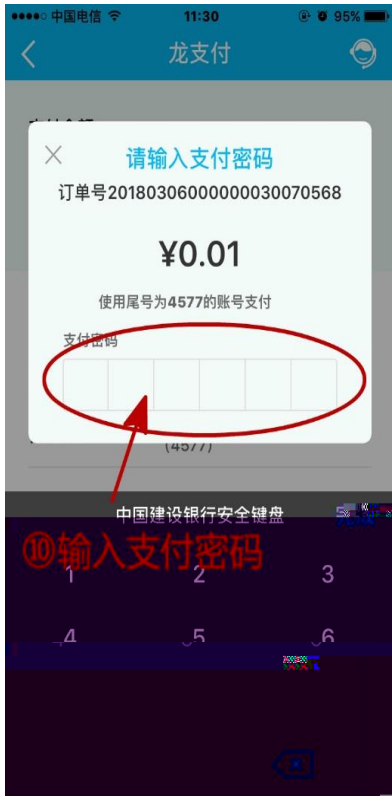 中国电信 11:30 95%
龙支付
请输入支付密码
订单号20180306000000030070568
¥0.01
使用尾号为4577的账号支付
支付密码
(4577)
中国建设银行安全键盘
⑩输入支付密码
1 2 3
4 5 6